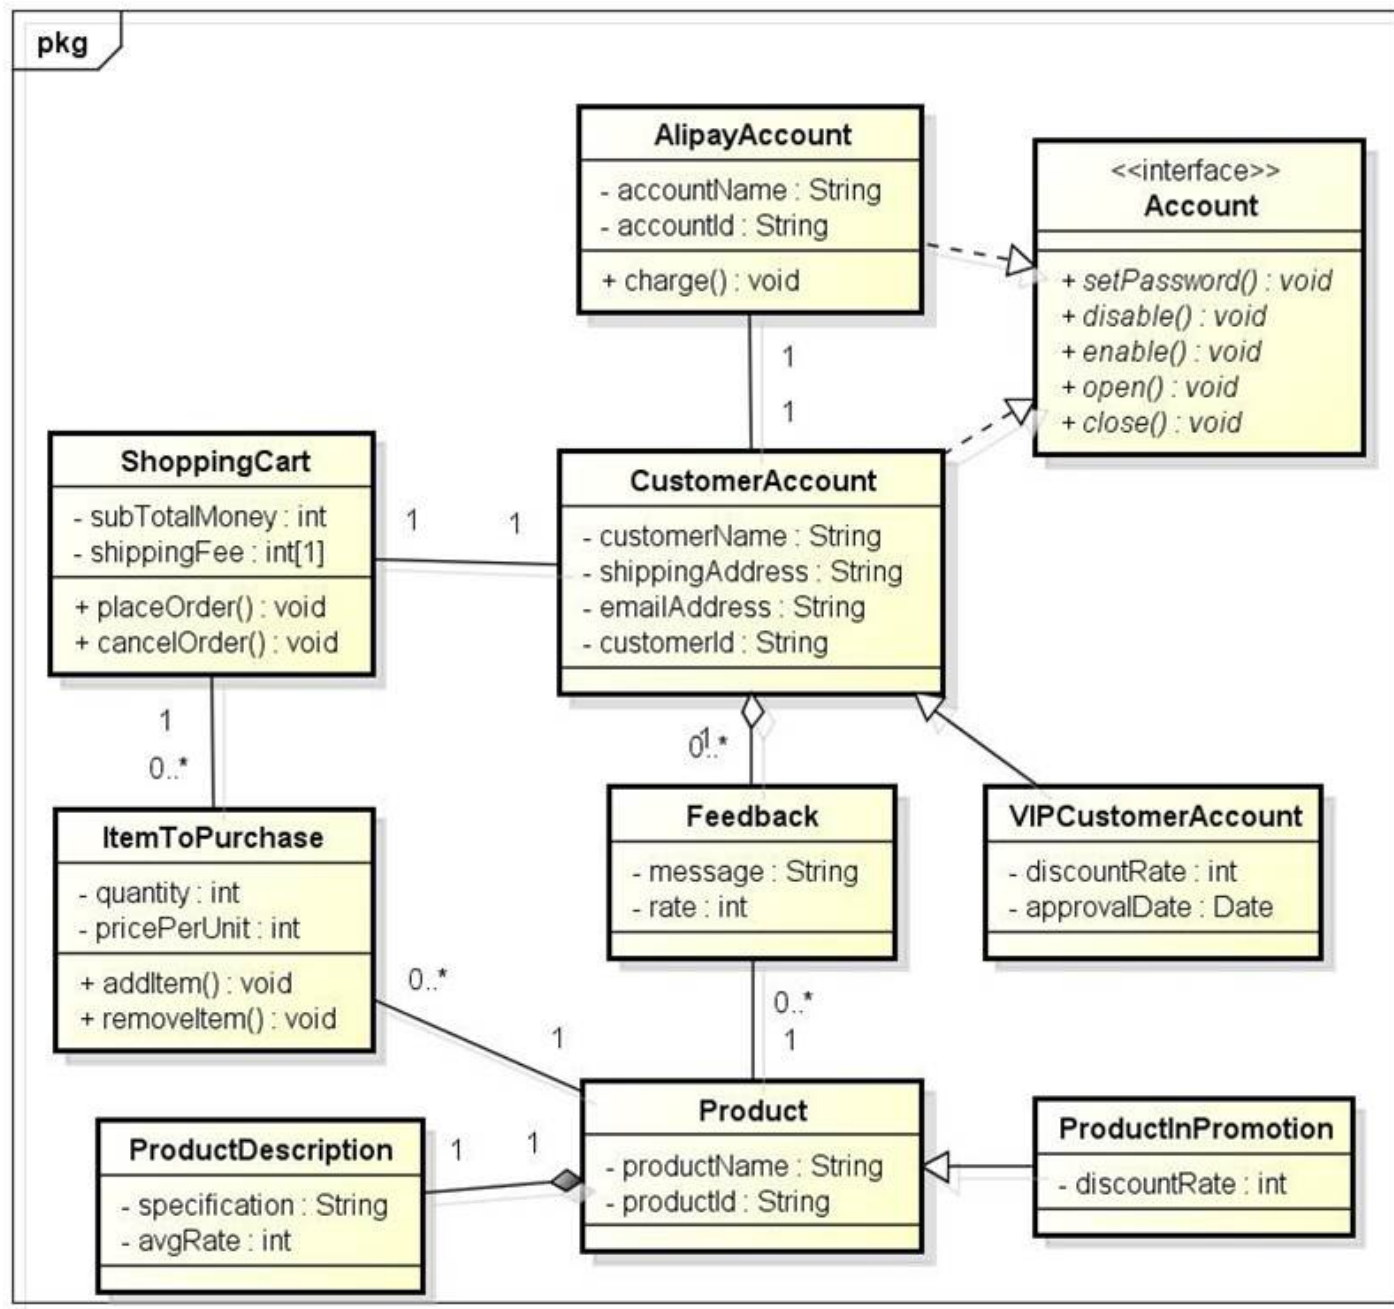 pkg
AlipayAccount
- accountName : String
- accountId : String
+ charge() : void
<<interface>>
Account
+ setPassword() : void
+ disable() : void
+ enable() : void
+ open() : void
+ close() : void
1
1
ShoppingCart
- subTotalMoney : int
- shippingFee : int[1]
+ placeOrder() : void
+ cancelOrder() : void
1
1
CustomerAccount
- customerName : String
- shippingAddress : String
- emailAddress : String
- customerId : String
1
0..*
1
0..*
ItemToPurchase
- quantity : int
- pricePerUnit : int
+ addItem() : void
+ removeItem() : void
Feedback
- message : String
- rate : int
VIPCustomerAccount
- discountRate : int
- approvalDate : Date
0..*
1
0..*
1
ProductDescription
- specification : String
- avgRate : int
1
1
Product
- productName : String
- productId : String
ProductInPromotion
- discountRate : int